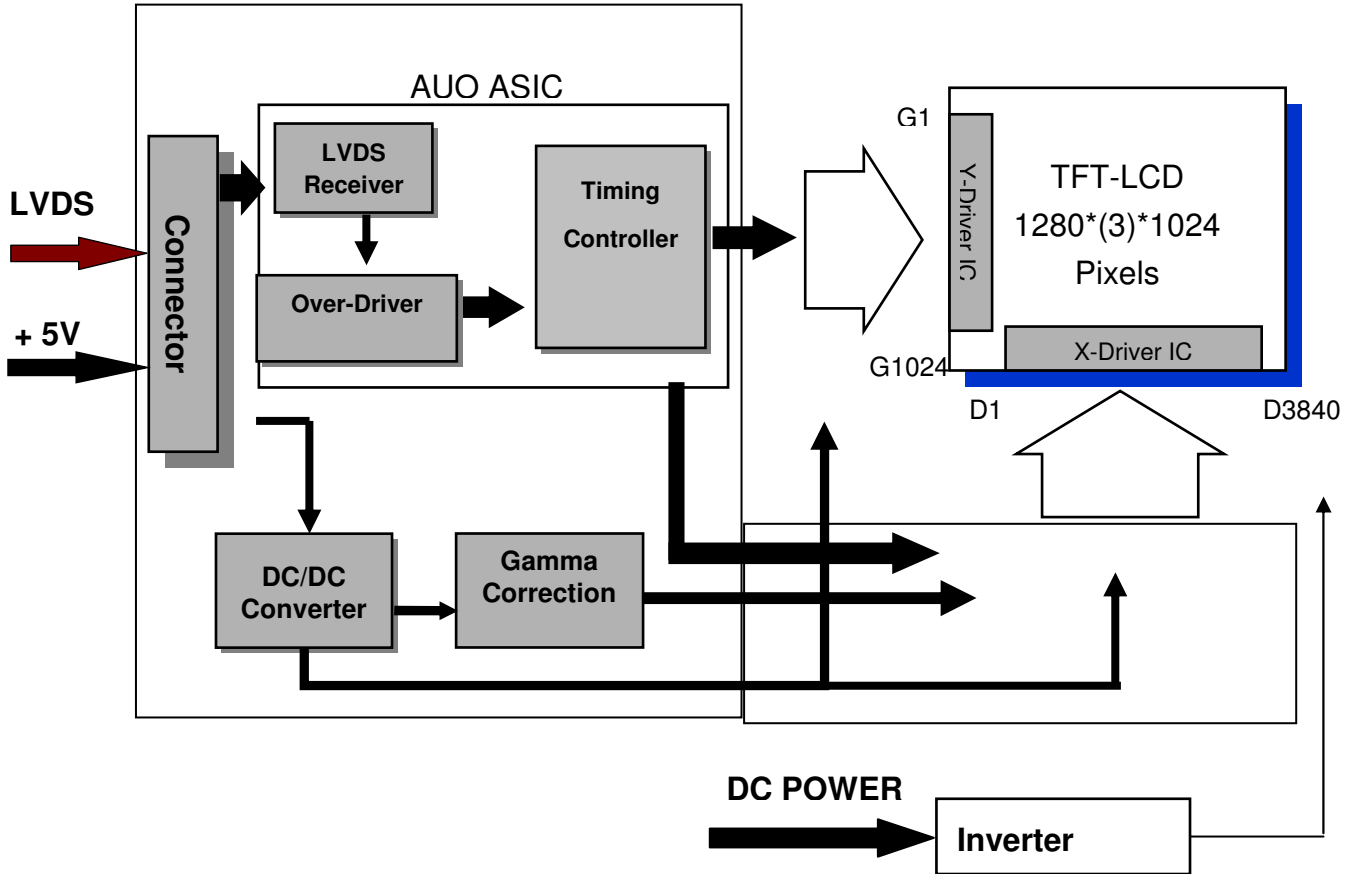 AUO ASIC
LVDS
Receiver
Timing
Controller
Over-Driver
Connector
LVDS
+ 5V
DC/DC
Converter
Gamma
Correction
G1
Y-Driver IC
TFT-LCD
1280*(3)*1024
Pixels
X-Driver IC
G1024
D1
D3840
DC POWER
Inverter